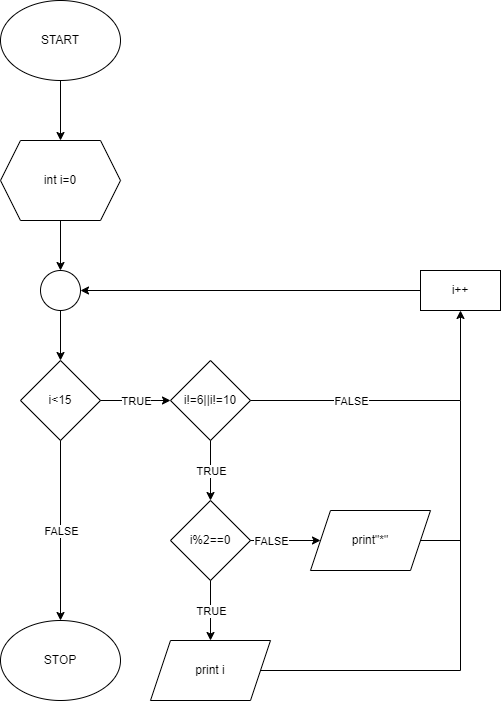 START
int i=0
i++
i<15
TRUE
i!=6||i!=10
FALSE
TRUE
FALSE
i%2==0
FALSE
print"*"
TRUE
STOP
print i